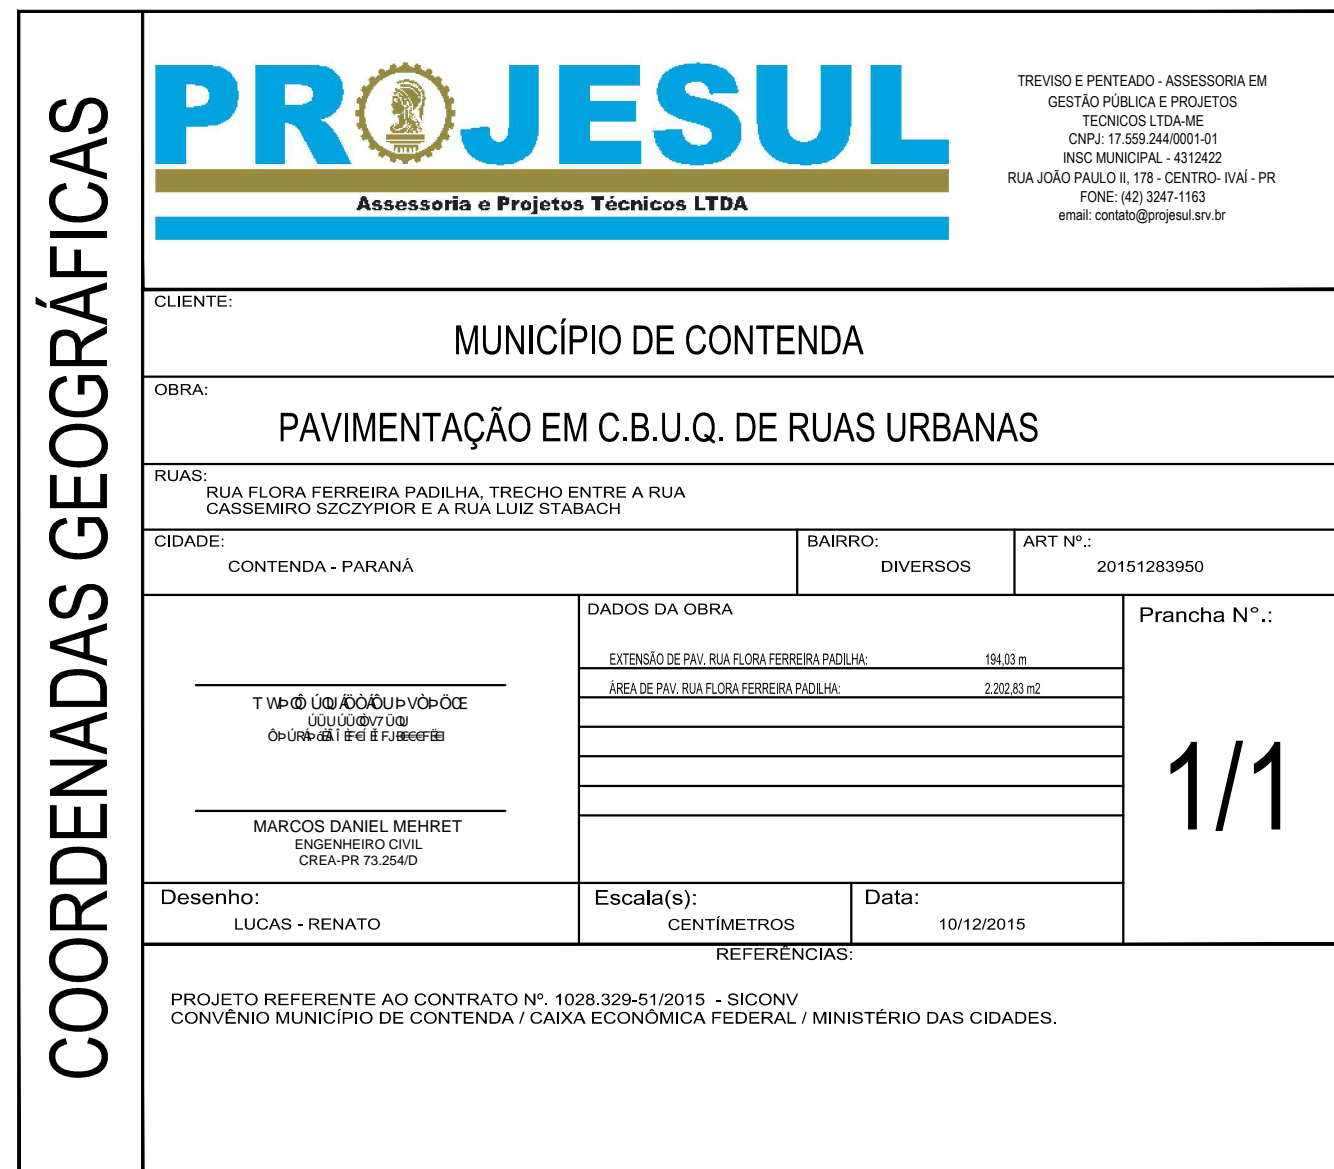 COORDENADAS GEOGRÁFICAS
PROJESUL
Assessoria e Projetos Técnicos LTDA
TREVISO E PENTEADO - ASSESSORIA EM
GESTÃO PÚBLICA E PROJETOS
TECNICOS LTDA-ME
CNPJ: 17.559.244/0001-01
INSC MUNICIPAL - 4312422
RUA JOÃO PAULO II, 178 - CENTRO- IVAÍ - PR
FONE: (42) 3247-1163
email: contato@projesul.srv.br
CLIENTE:
MUNICÍPIO DE CONTENDA
OBRA:
PAVIMENTAÇÃO EM C.B.U.Q. DE RUAS URBANAS
RUAS:
RUA FLORA FERREIRA PADILHA, TRECHO ENTRE A RUA
CASSEMIRO SZCZYPIOR E A RUA LUIZ STABACH
CIDADE:
CONTENDA - PARANÁ
BAIRRO:
DIVERSOS
ART Nº.:
20151283950
DADOS DA OBRA
EXTENSÃO DE PAV. RUA FLORA FERREIRA PADILHA: 194,03 m
ÁREA DE PAV. RUA FLORA FERREIRA PADILHA: 2.202,83 m2
Prancha N°.:
1/1
MARCOS DANIEL MEHRET
ENGENHEIRO CIVIL
CREA-PR 73.254/D
Desenho:
LUCAS - RENATO
Escala(s):
CENTÍMETROS
Data:
10/12/2015
REFERÊNCIAS:
PROJETO REFERENTE AO CONTRATO Nº. 1028.329-51/2015 - SICONV
CONVÊNIO MUNICÍPIO DE CONTENDA / CAIXA ECONÔMICA FEDERAL / MINISTÉRIO DAS CIDADES.